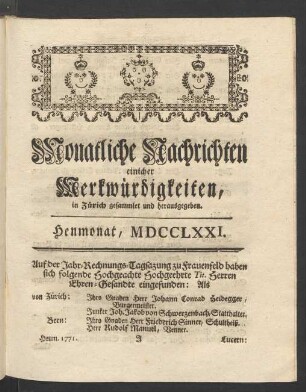 Monatliche Nachrichten
einicher
Merkwürdigkeiten,
in Zürich gesammlet und herausgegeben.
Heumonat, MDCCLXXI.
Auf der Jahr-Rechnungs-Tagsazung zu Frauenfeld haben
sich folgende Hochgeachte Hochgeehrte Tit. Herren
Ehren-Gesandte eingefunden: Als
von Zürich: Ihro Gnaden Herr Johann Conrad Heidegger,
Burgermeister.
Junker Joh. Jakob von Schwerzenbach, Statthalter.
Bern: Ihro Gnaden Herr Friedrich Sinner, Schultheiß.
Herr Rudolf Manuel, Venner.
Heum. 1771. J Lucern: